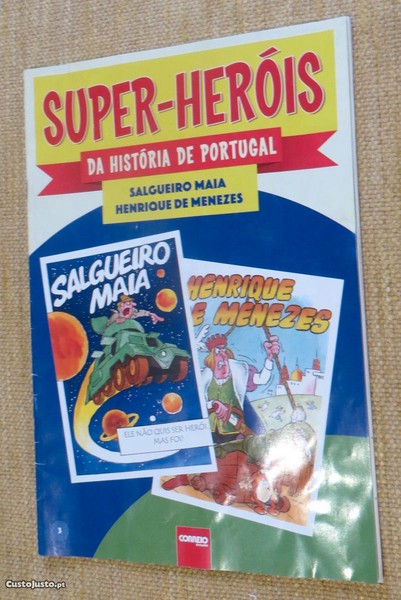 SUPER-HERÓIS
DA HISTÓRIA DE PORTUGAL
SALGUEIRO MAIA
HENRIQUE DE MENEZES
SALGUEIRO
MAIA
HENRIQUE
DE MENEZES
ELE NÃO QUIS SER HERÓI,
MAS FOI!
3
CORREIO
CustoJusto.pt